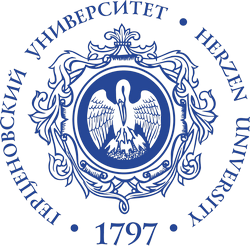 ГЕРЦЕНОВСКИЙ УНИВЕРСИТЕТ • HERZEN UNIVERSITY •
• 1797 •